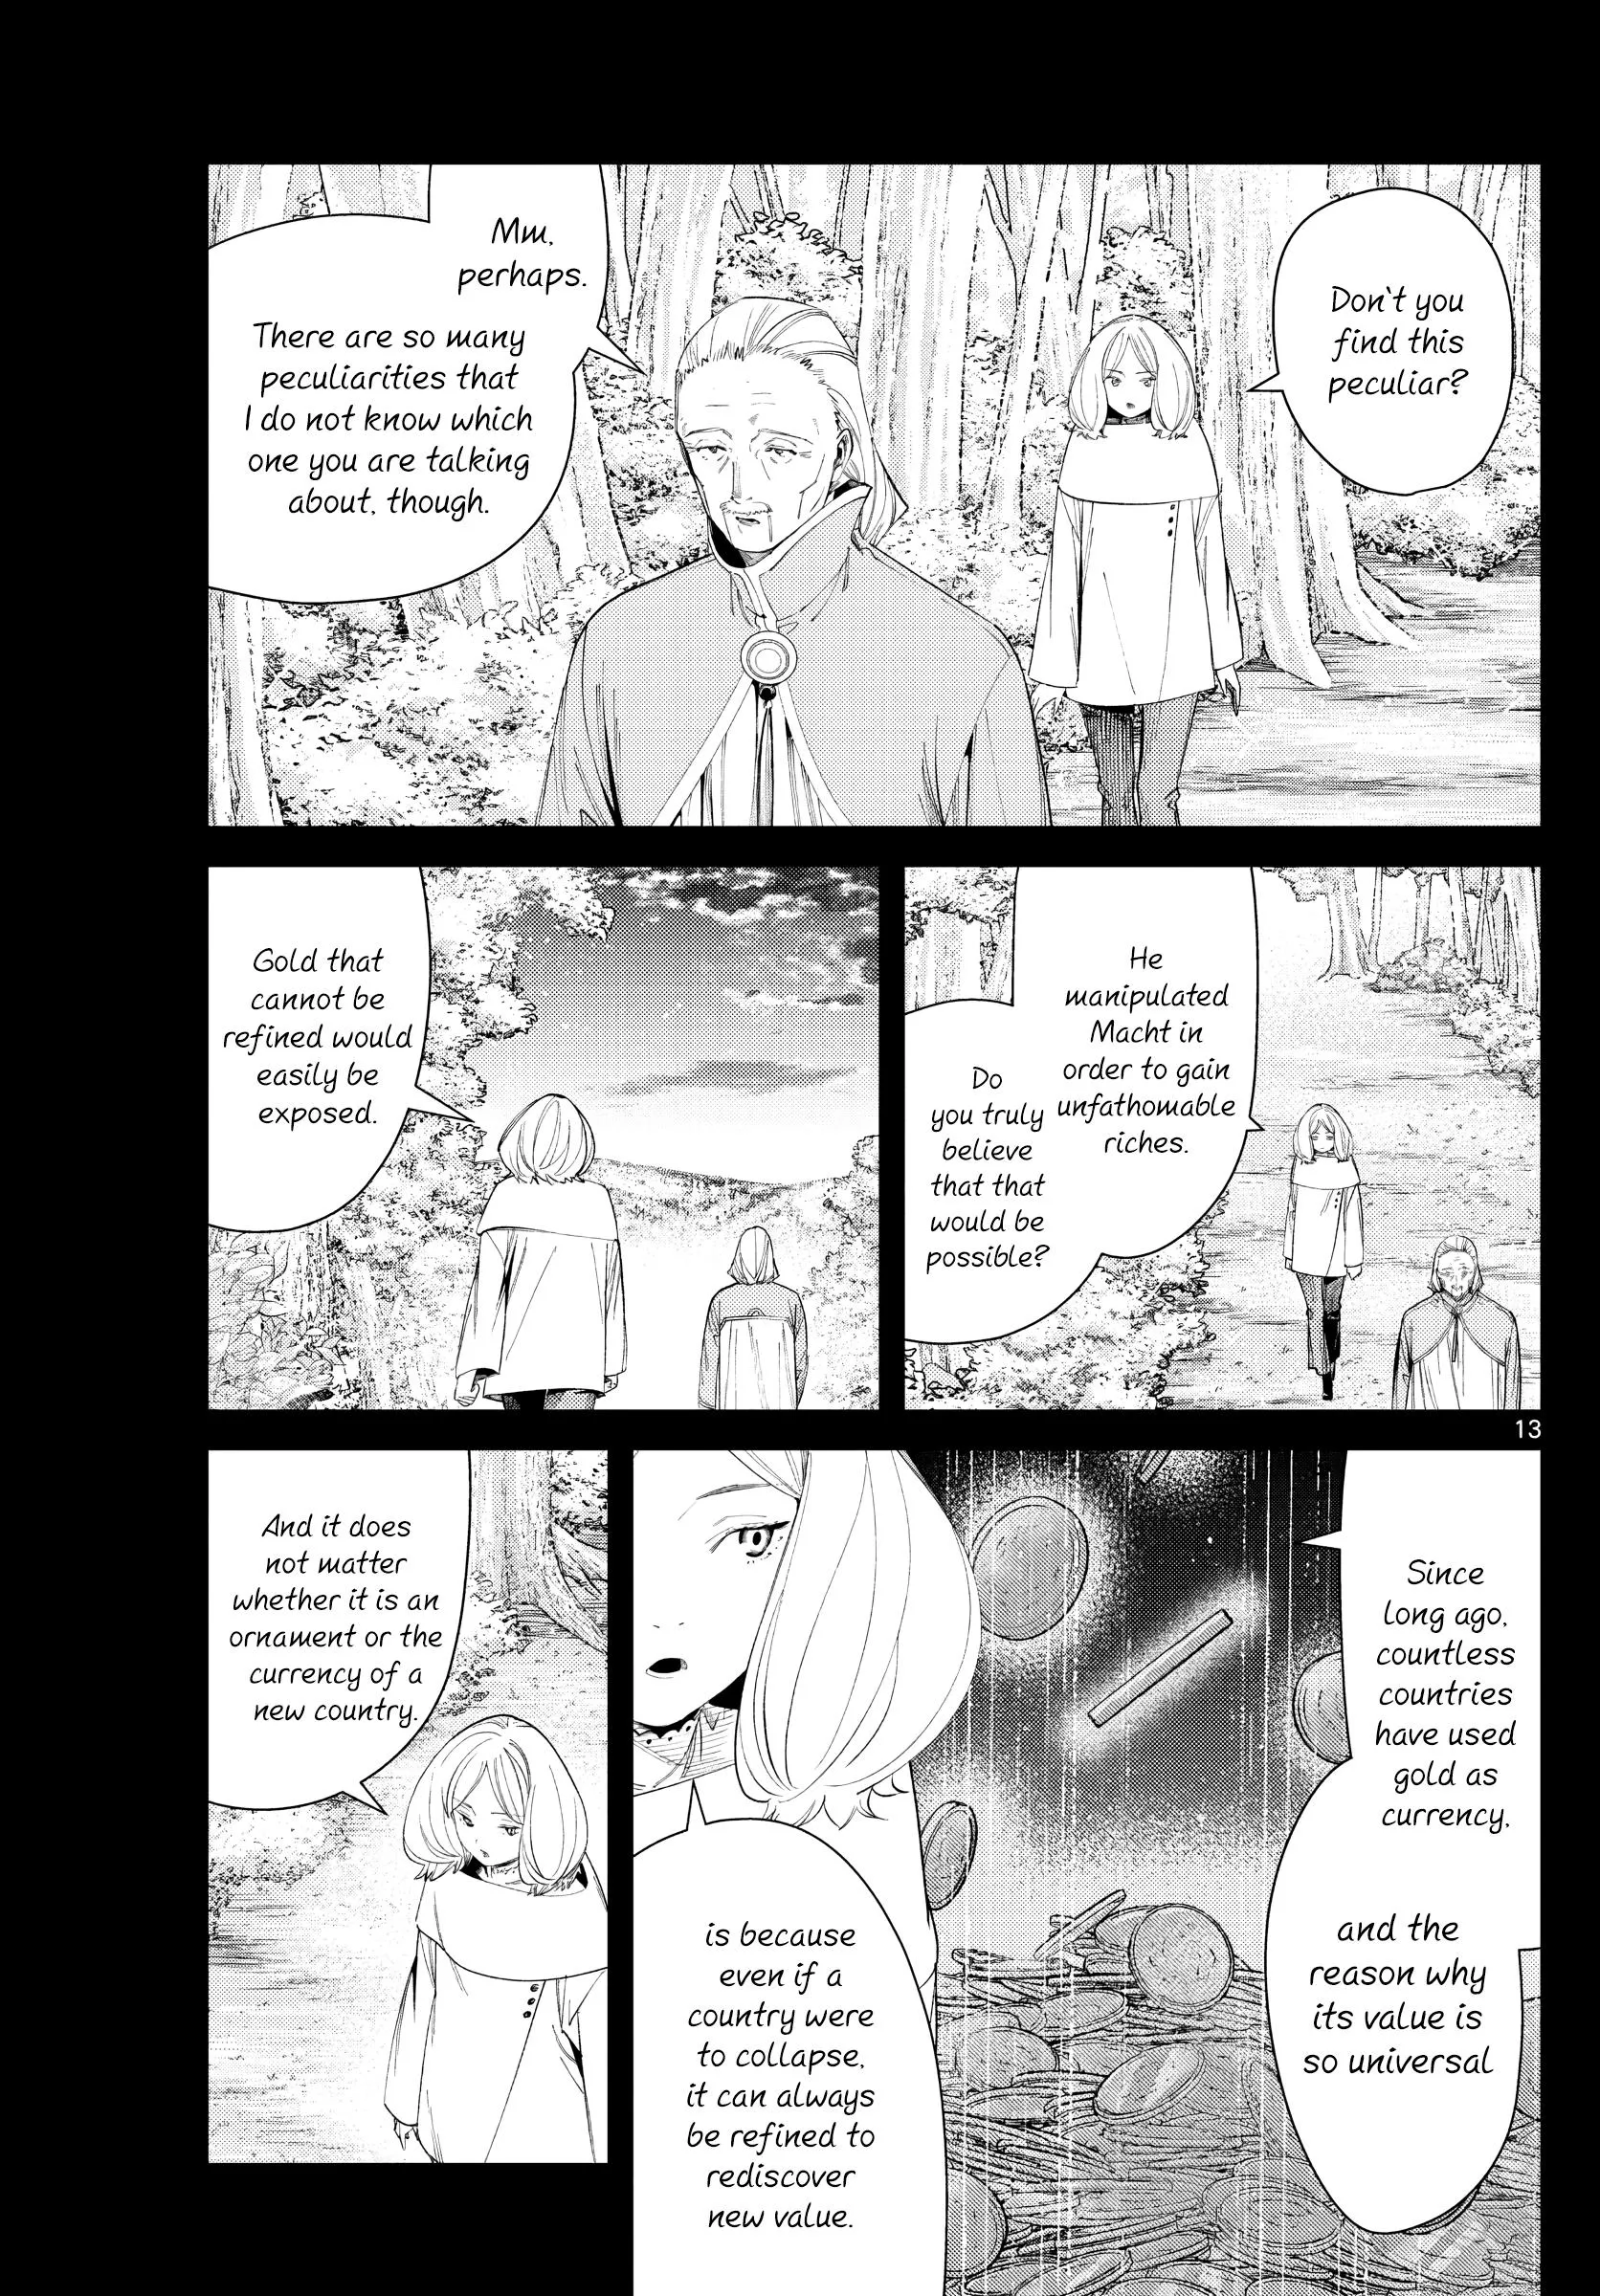 Don't you
find this
peculiar?
Mm,
perhaps.
There are so many
peculiarities that
I do not know which
one you are talking
about, though.
He
manipulated
Macht in
order to gain
unfathomable
riches.
Do
you truly
believe
that that
would be
possible?
Gold that
cannot be
refined would
easily be
exposed.
13
Since
long ago,
countless
countries
have used
gold as
currency,
and the
reason why
its value is
so universal
is because
even if a
country were
to collapse,
it can always
be refined to
rediscover
new value.
And it does
not matter
whether it is an
ornament or the
currency of a
new country.